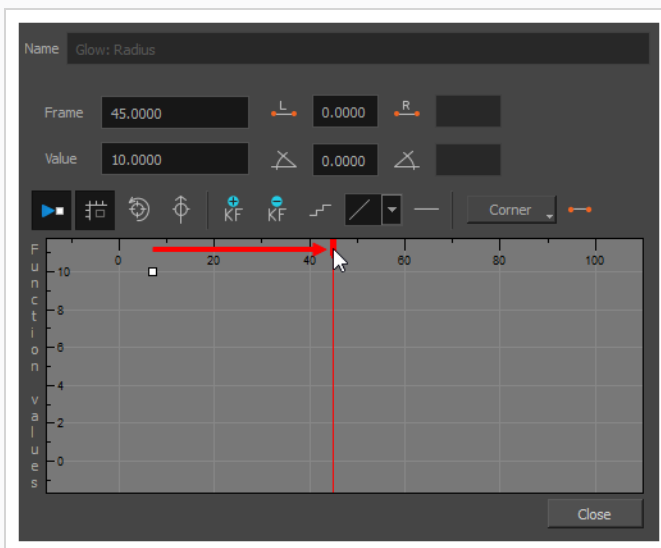 Name Glow: Radius
Frame 45.0000 L 0.0000 R
Value 10.0000 0.0000
KF KF Corner
Function values
0 20 40 60 80 100
10
8
6
4
2
0
Close